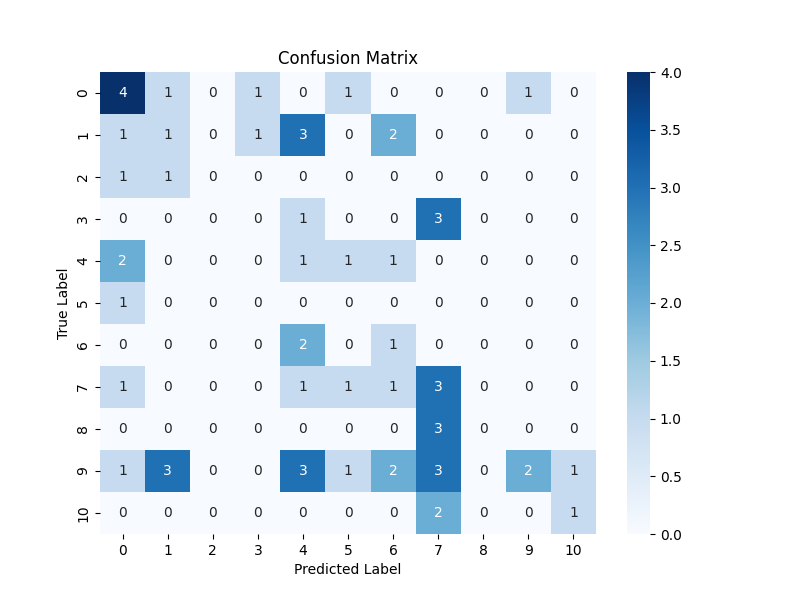 Confusion Matrix
0 4 1 0 1 0 1 0 0 0 1 0
1 1 1 0 1 3 0 2 0 0 0 0
2 1 1 0 0 0 0 0 0 0 0 0
3 0 0 0 0 1 0 0 3 0 0 0
4 2 0 0 0 1 1 1 0 0 0 0
5 1 0 0 0 0 0 0 0 0 0 0
6 0 0 0 0 2 0 1 0 0 0 0
7 1 0 0 0 1 1 1 3 0 0 0
8 0 0 0 0 0 0 0 3 0 0 0
9 1 3 0 0 3 1 2 3 0 2 1
10 0 0 0 0 0 0 0 2 0 0 1
0 1 2 3 4 5 6 7 8 9 10
Predicted Label
True Label
4.0
3.5
3.0
2.5
2.0
1.5
1.0
0.5
0.0